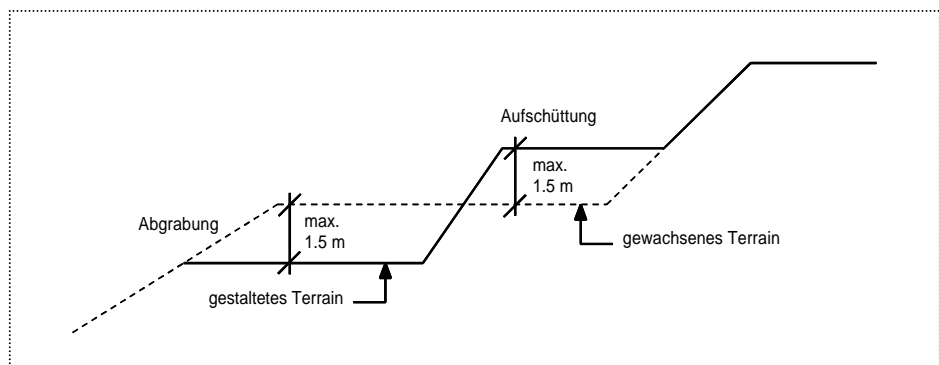 Aufschüttung
max.
1.5 m
Abgrabung
max.
1.5 m
gewachsenes Terrain
gestaltetes Terrain